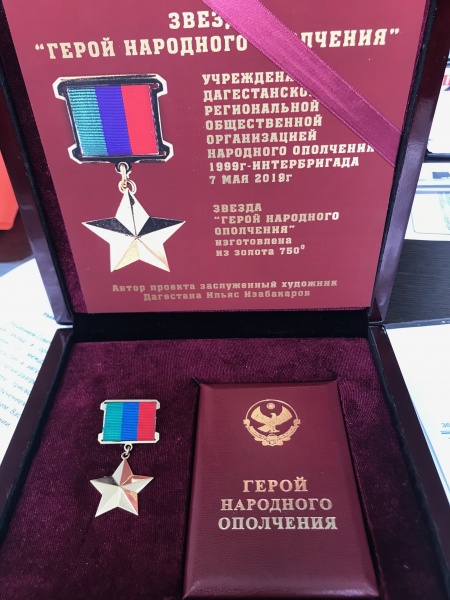 ЗВЕЗДА
"ГЕРОЙ НАРОДНОГО ОПОЛЧЕНИЯ"
УЧРЕЖДЕНА
ДАГЕСТАНСКОЙ
РЕГИОНАЛЬНОЙ
ОБЩЕСТВЕННОЙ
ОРГАНИЗАЦИЕЙ
НАРОДНОГО ОПОЛЧЕНИЯ
1999г-ИНТЕРБРИГАДА
7 МАЯ 2019г
ЗВЕЗДА
"ГЕРОЙ НАРОДНОГО
ОПОЛЧЕНИЯ"
изготовлена
из золота 750°
Автор проекта заслуженный художник
Дагестана Ильяс Изабакаров
ГЕРОЙ
НАРОДНОГО
ОПОЛЧЕНИЯ